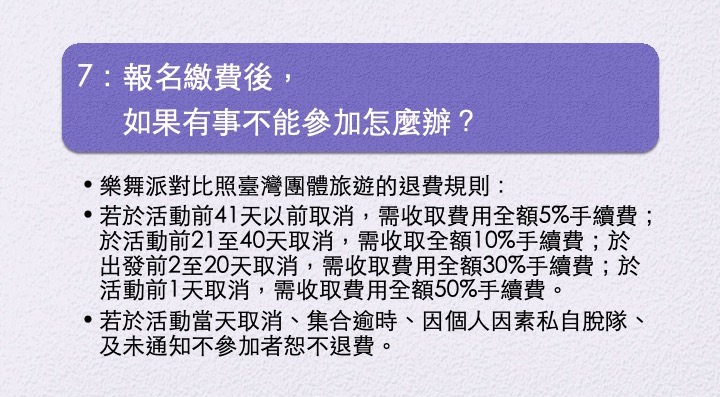 7：報名繳費後，
如果有事不能參加怎麼辦？
•樂舞派對比照臺灣團體旅遊的退費規則：
•若於活動前41天以前取消，需收取費用全額5%手續費；
於活動前21至40天取消，需收取全額10%手續費；於
出發前2至20天取消，需收取費用全額30%手續費；於
活動前1天取消，需收取費用全額50%手續費。
•若於活動當天取消、集合逾時、因個人因素私自脫隊、
及未通知不參加者恕不退費。